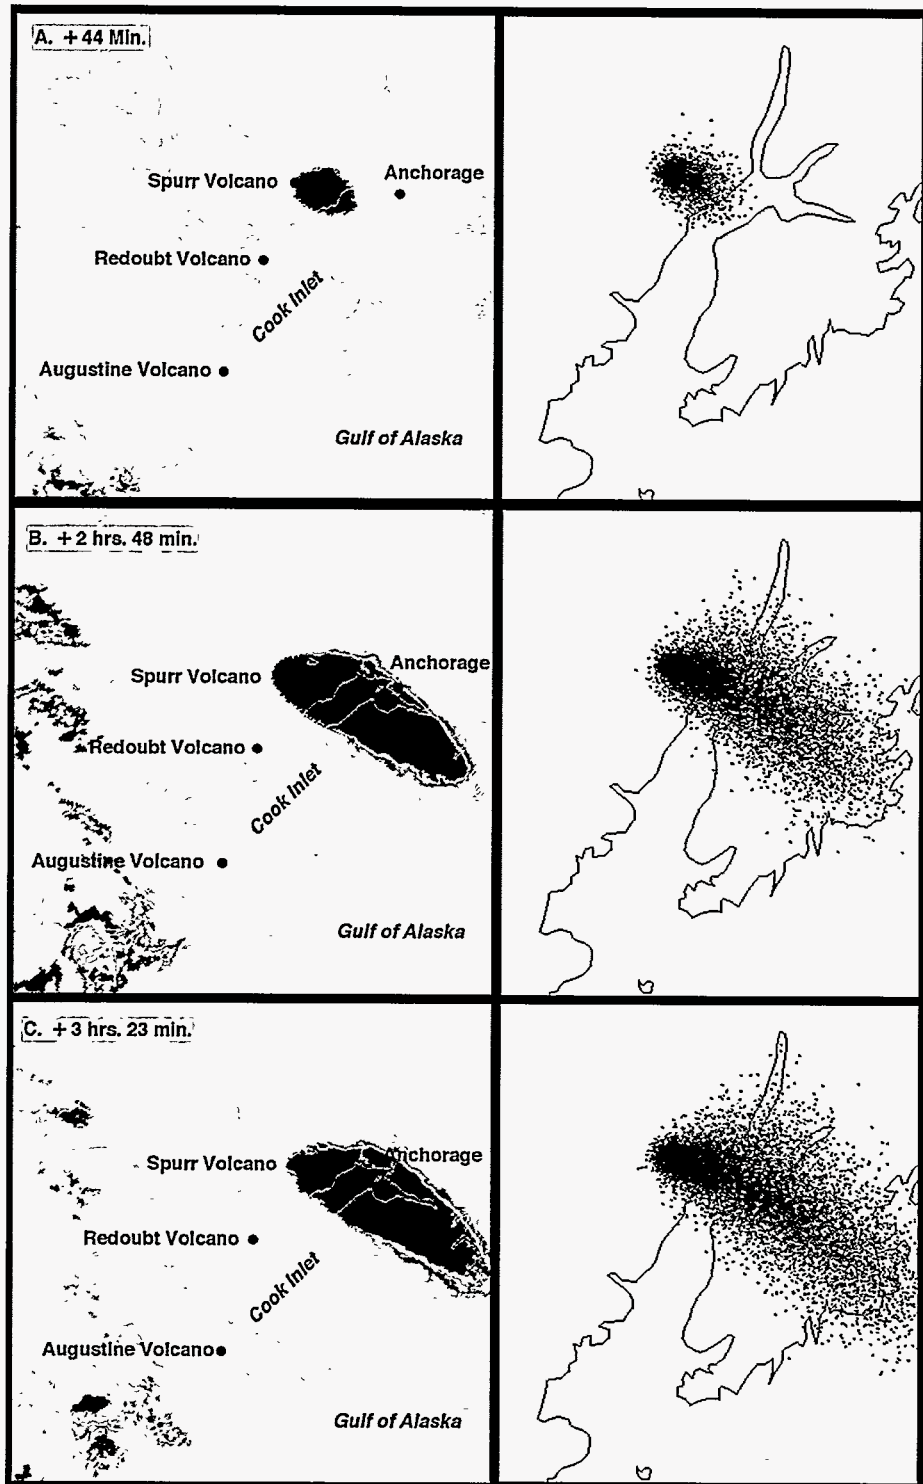 A. + 44 Min.
Spurr Volcano
Anchorage
Redoubt Volcano
Cook Inlet
Augustine Volcano
Gulf of Alaska
B. + 2 hrs. 48 min.
Spurr Volcano
Anchorage
Redoubt Volcano
Cook Inlet
Augustine Volcano
Gulf of Alaska
C. + 3 hrs. 23 min.
Spurr Volcano
Anchorage
Redoubt Volcano
Cook Inlet
Augustine Volcano
Gulf of Alaska